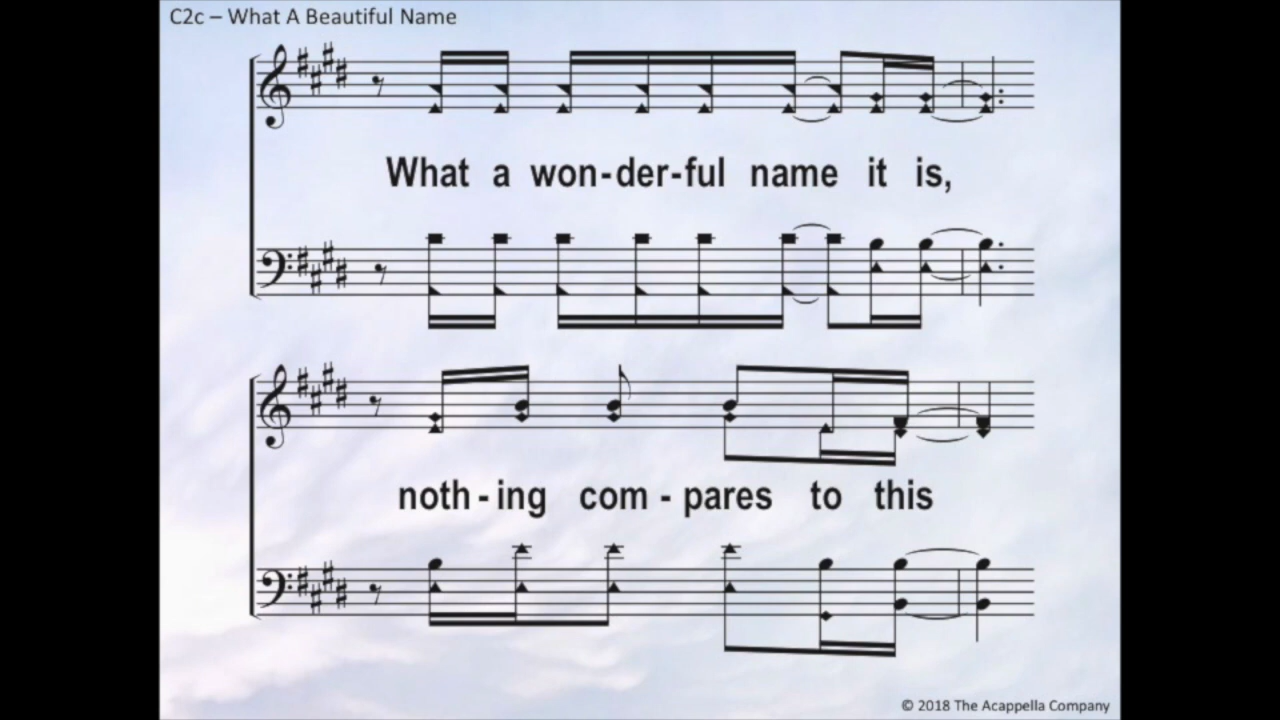 C2c – What A Beautiful Name
What a won-der-ful name it is,
noth-ing com-pares to this
© 2018 The Acappella Company